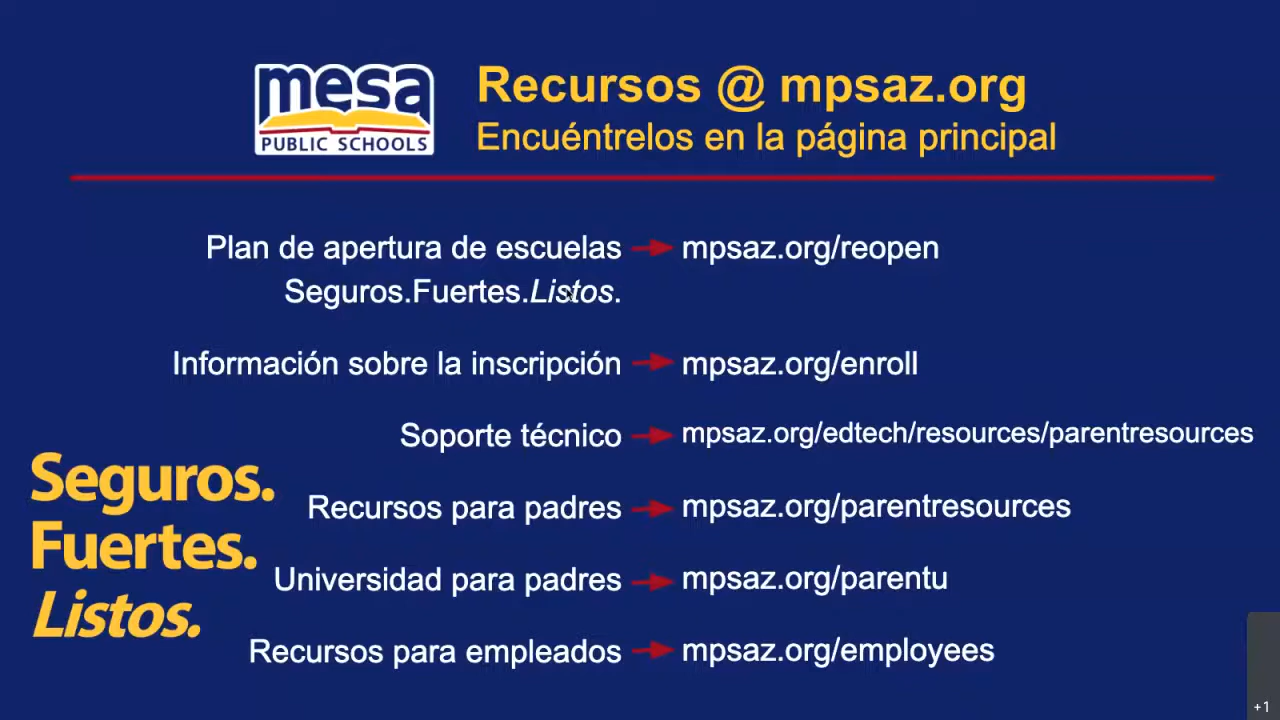 mesa
PUBLIC SCHOOLS
Recursos @ mpsaz.org
Encuéntrelos en la página principal
Plan de apertura de escuelas mpsaz.org/reopen
Seguros.Fuertes.Listos.
Información sobre la inscripción mpsaz.org/enroll
Soporte técnico mpsaz.org/edtech/resources/parentresources
Recursos para padres mpsaz.org/parentresources
Universidad para padres mpsaz.org/parentu
Recursos para empleados mpsaz.org/employees
Seguros.
Fuertes.
Listos.
+1